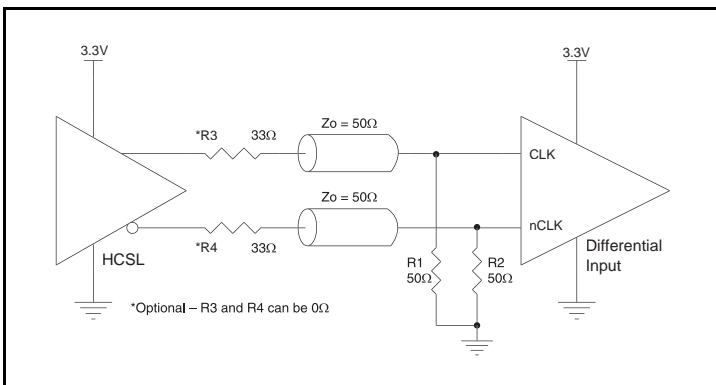 3.3V
3.3V
*R3 33Ω
Zo = 50Ω
CLK
*R4 33Ω
Zo = 50Ω
nCLK
HCSL
R1
50Ω
R2
50Ω
Differential
Input
*Optional – R3 and R4 can be 0Ω